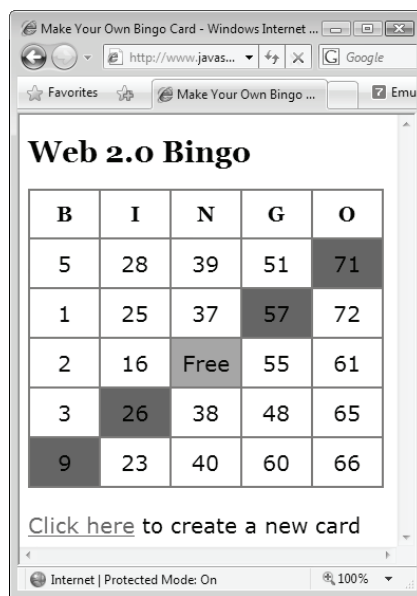 Make Your Own Bingo Card - Windows Internet ...
http://www.javas...
Google
Favorites
Make Your Own Bingo ...
Emu
Web 2.0 Bingo
B I N G O
5 28 39 51 71
1 25 37 57 72
2 16 Free 55 61
3 26 38 48 65
9 23 40 60 66
Click here to create a new card
Internet | Protected Mode: On
100%